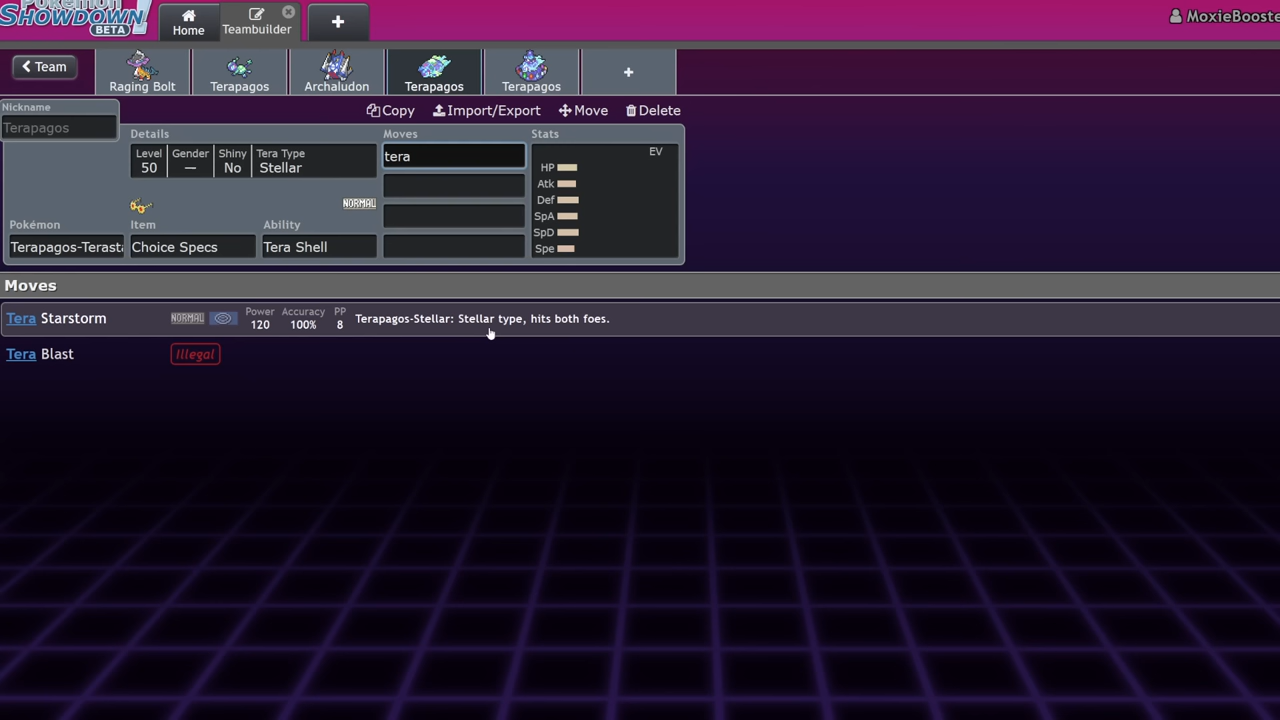 Pokémon
SHOWDOWN!
BETA
Home
Teambuilder
+
MoxieBooste
Team
Raging Bolt
Terapagos
Archaludon
Terapagos
Terapagos
+
Copy
Import/Export
Move
Delete
Nickname
Terapagos
Details
Moves
Stats
Level
Gender
Shiny
Tera Type
50
—
No
Stellar
tera
EV
HP
Atk
Def
SpA
SpD
Spe
NORMAL
Pokémon
Item
Ability
Terapagos-Terasta
Choice Specs
Tera Shell
Moves
Tera Starstorm
NORMAL
Power
120
Accuracy
100%
PP
8
Terapagos-Stellar: Stellar type, hits both foes.
Tera Blast
Illegal